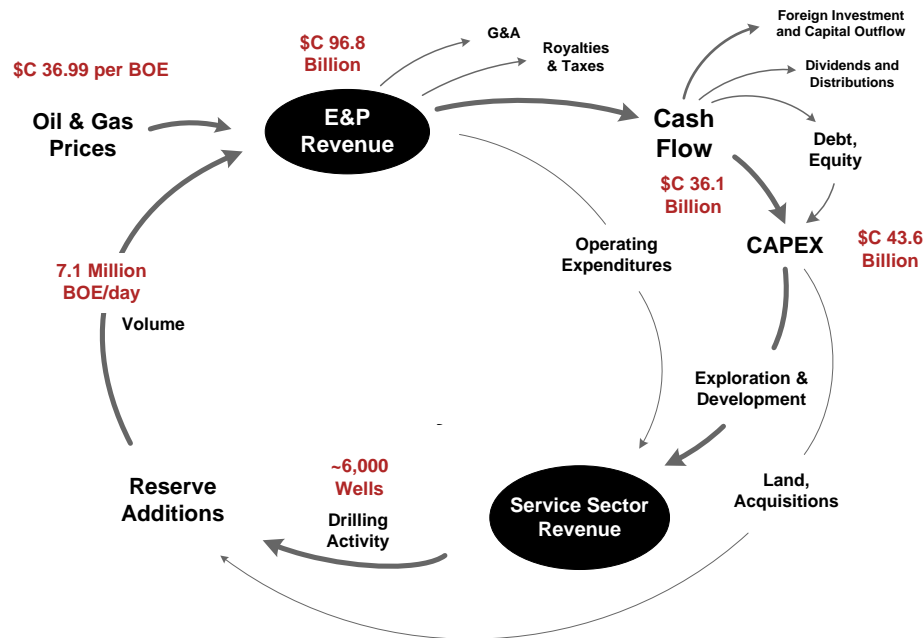 Foreign Investment
and Capital Outflow
G&A
$C 96.8
Billion
Royalties
& Taxes
$C 36.99 per BOE
Dividends and
Distributions
Oil & Gas
Prices
E&P
Revenue
Cash
Flow
Debt,
Equity
$C 36.1
Billion
CAPEX
$C 43.6
Billion
Operating
Expenditures
7.1 Million
BOE/day
Volume
Exploration &
Development
~6,000
Wells
Reserve
Additions
Drilling
Activity
Service Sector
Revenue
Land,
Acquisitions